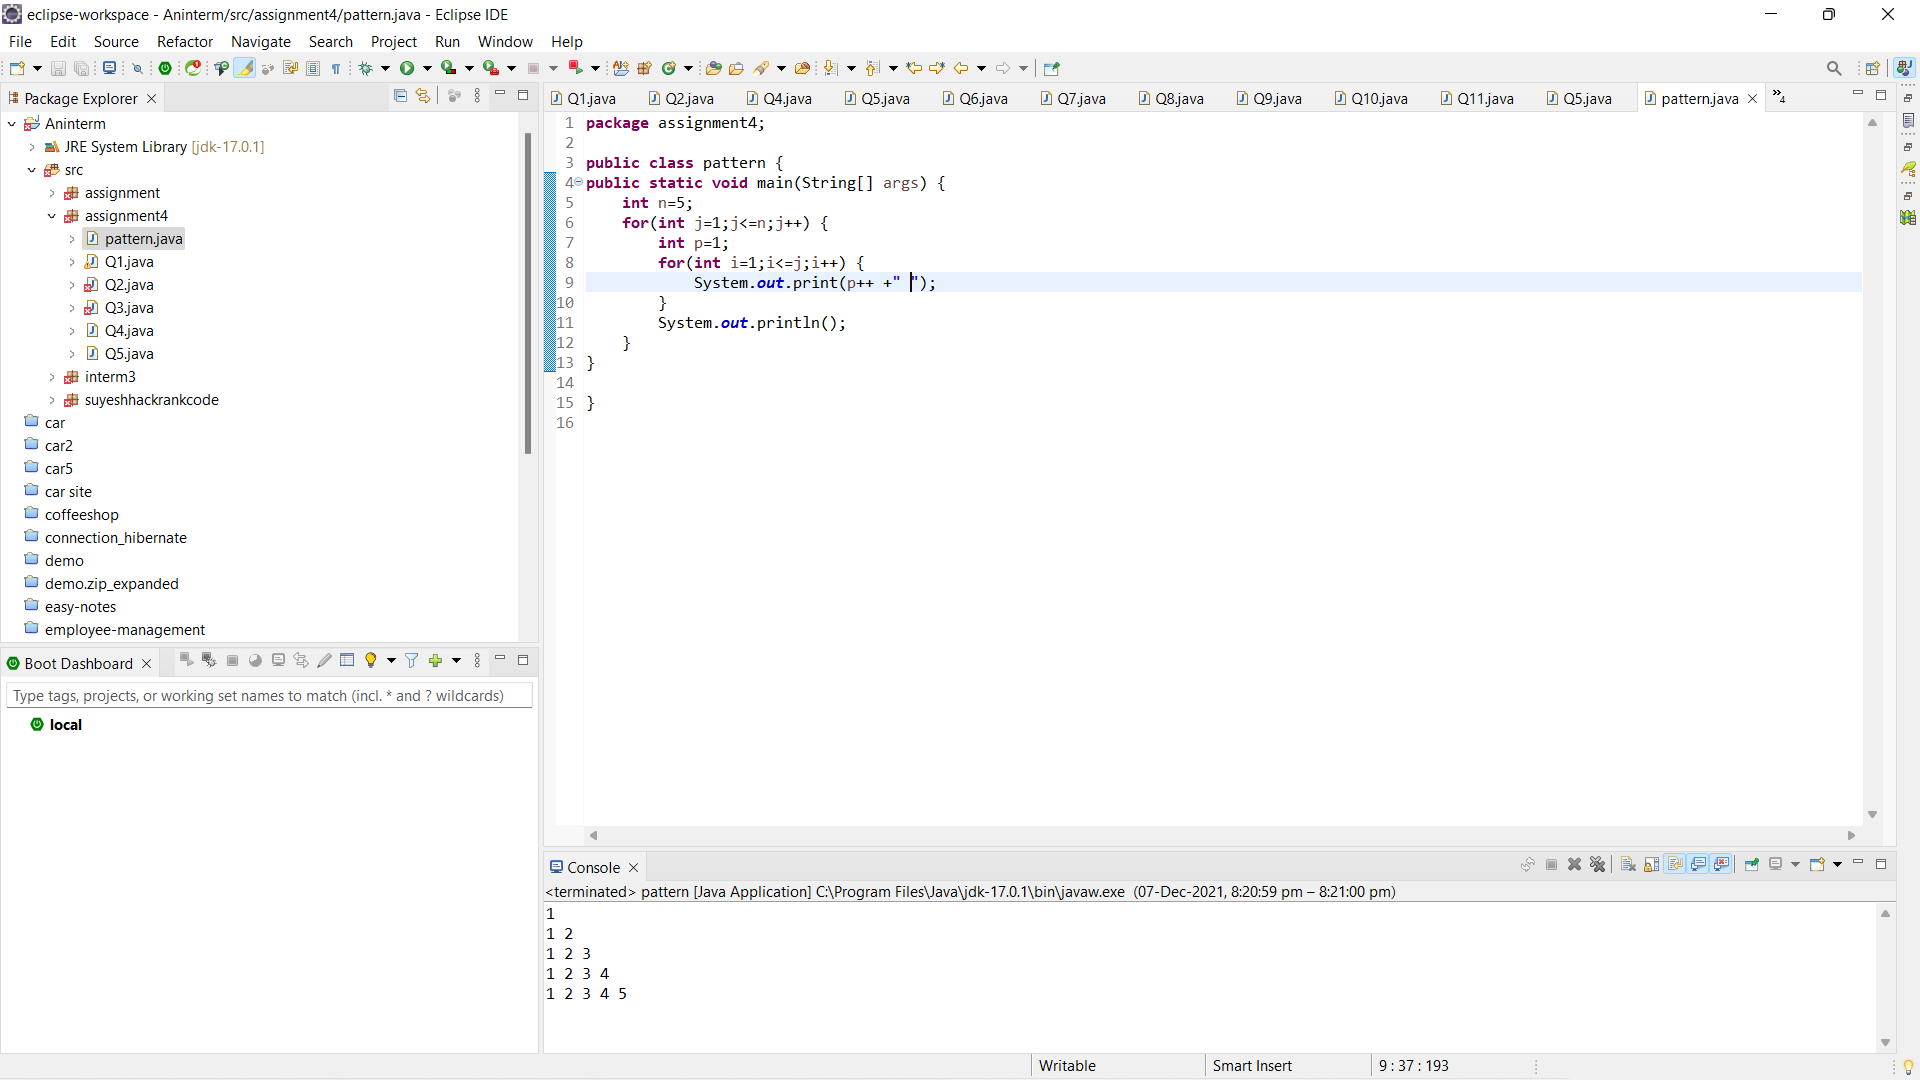 eclipse-workspace - Aninterm/src/assignment4/pattern.java - Eclipse IDE
File Edit Source Refactor Navigate Search Project Run Window Help
Package Explorer
Aninterm
JRE System Library [jdk-17.0.1]
src
assignment
assignment4
pattern.java
Q1.java
Q2.java
Q3.java
Q4.java
Q5.java
interm3
suyeshhackrankcode
car
car2
car5
car site
coffeeshop
connection_hibernate
demo
demo.zip_expanded
easy-notes
employee-management
Boot Dashboard
Type tags, projects, or working set names to match (incl. * and ? wildcards)
local
Q1.java Q2.java Q4.java Q5.java Q6.java Q7.java Q8.java Q9.java Q10.java Q11.java Q5.java pattern.java »4
1 package assignment4;
2
3 public class pattern {
4 public static void main(String[] args) {
5 int n=5;
6 for(int j=1;j<=n;j++) {
7 int p=1;
8 for(int i=1;i<=j;i++) {
9 System.out.print(p++ +" ");
10 }
11 System.out.println();
12 }
13 }
14
15 }
16
Console
<terminated> pattern [Java Application] C:\Program Files\Java\jdk-17.0.1\bin\javaw.exe (07-Dec-2021, 8:20:59 pm – 8:21:00 pm)
1
1 2
1 2 3
1 2 3 4
1 2 3 4 5
Writable Smart Insert 9 : 37 : 193